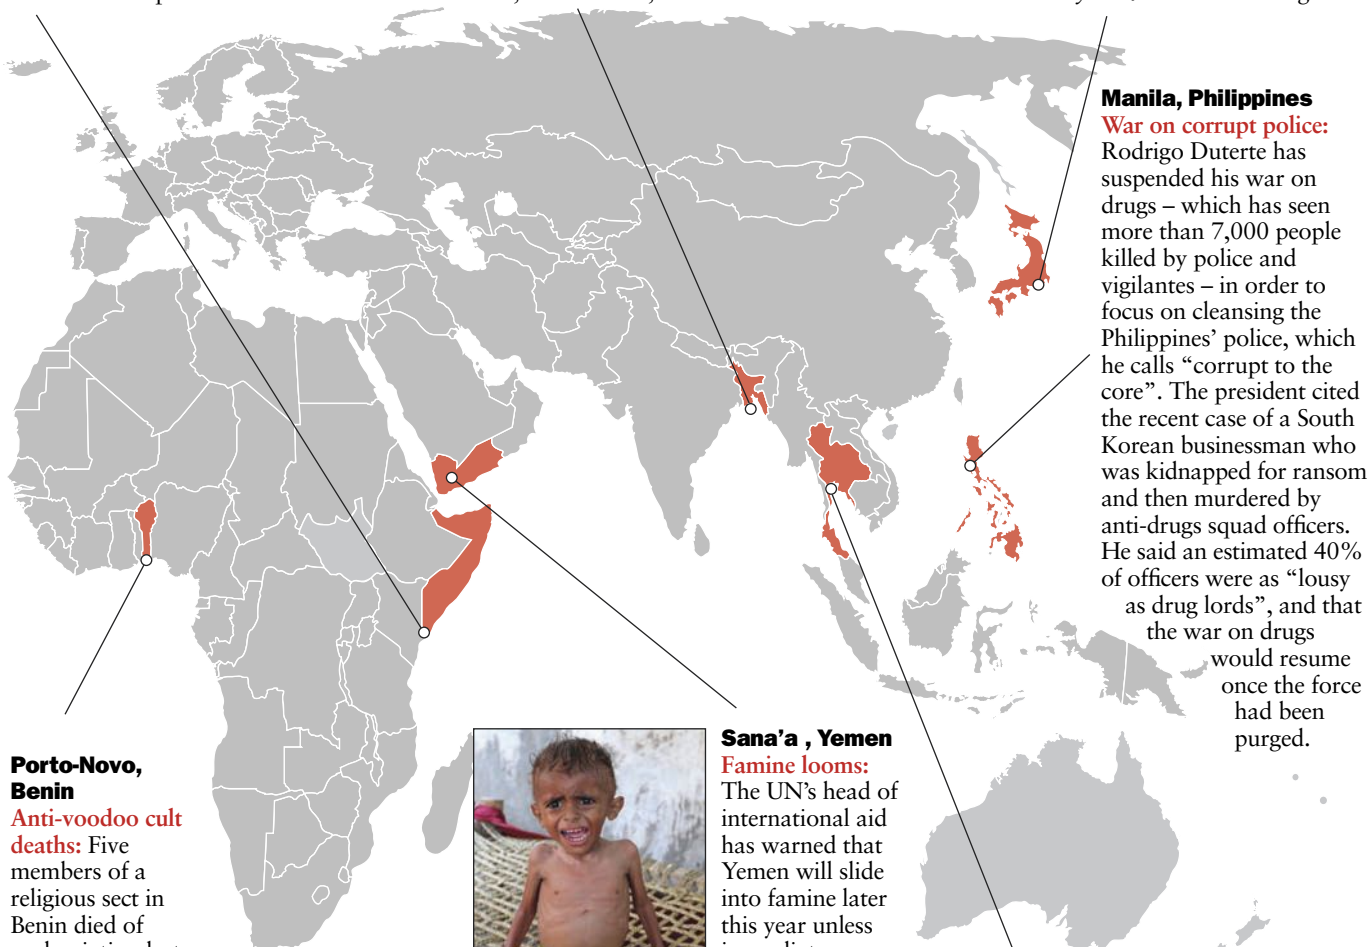 Manila, Philippines
War on corrupt police:
Rodrigo Duterte has
suspended his war on
drugs – which has seen
more than 7,000 people
killed by police and
vigilantes – in order to
focus on cleansing the
Philippines’ police, which
he calls “corrupt to the
core”. The president cited
the recent case of a South
Korean businessman who
was kidnapped for ransom
and then murdered by
anti-drugs squad officers.
He said an estimated 40%
of officers were as “lousy
as drug lords”, and that
the war on drugs
would resume
once the force
had been
purged.
Porto-Novo,
Benin
Anti-voodoo cult
deaths: Five
members of a
religious sect in
Benin died of
Sana’a , Yemen
Famine looms:
The UN’s head of
international aid
has warned that
Yemen will slide
into famine later
this year unless